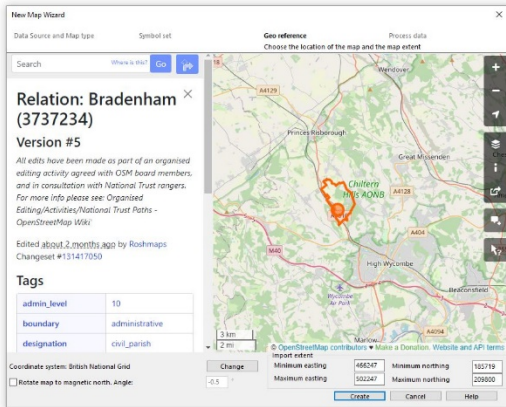 New Map Wizard
Data Source and Map type
Symbol set
Geo reference
Process data
Choose the location of the map and the map extent
Search
Where is this?
Go
Relation: Bradenham
(3737234)
Version #5
All edits have been made as part of an organised
editing activity agreed with OSM board members,
and in consultation with National Trust rangers.
For more info please see: Organised
Editing/Activities/National Trust Paths -
OpenStreetMap Wiki
Edited about 2 months ago by Roshmaps
Changeset #131417050
Tags
admin_level 10
boundary administrative
designation civil_parish
Wendover
A4129
Princes Risborough
Great Missenden
Chiltern
Hills AONB
A4128
A404
M40
High Wycombe
Beaconsfield
Wycombe
Air Park
A4094
Marlow
3 km
2 mi
© OpenStreetMap contributors ♥ Make a Donation. Website and API terms
Coordinate system: British National Grid
Change
Rotate map to magnetic north. Angle:
-0.5 °
Import extent
Minimum easting 466247
Minimum northing 185719
Maximum easting 502247
Maximum northing 209800
Create
Cancel
Help